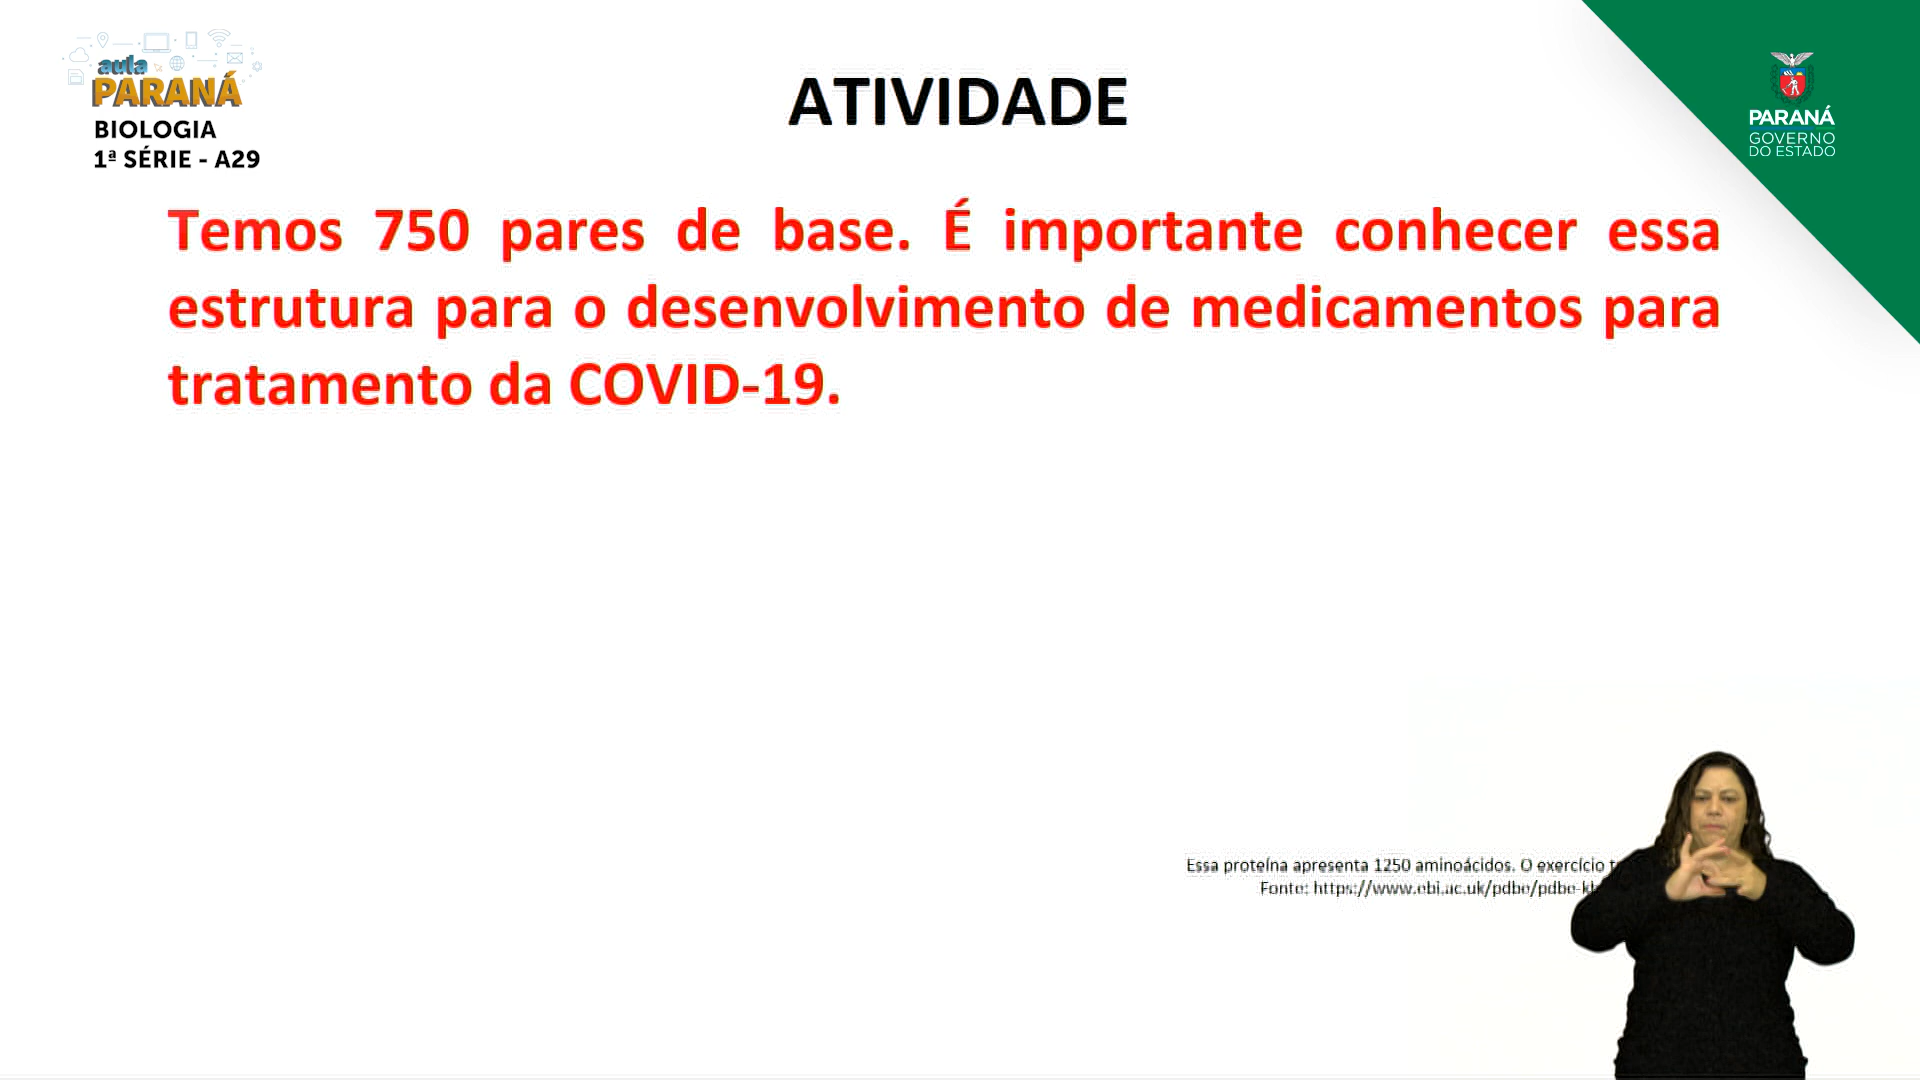 aula
PARANÁ
BIOLOGIA
1ª SÉRIE - A29
ATIVIDADE
PARANÁ
GOVERNO
DO ESTADO
Temos 750 pares de base. É importante conhecer essa
estrutura para o desenvolvimento de medicamentos para
tratamento da COVID-19.
Essa proteína apresenta 1250 aminoácidos. O exercício
Fonte: https://www.ebi.ac.uk/pdbe/pdbe-